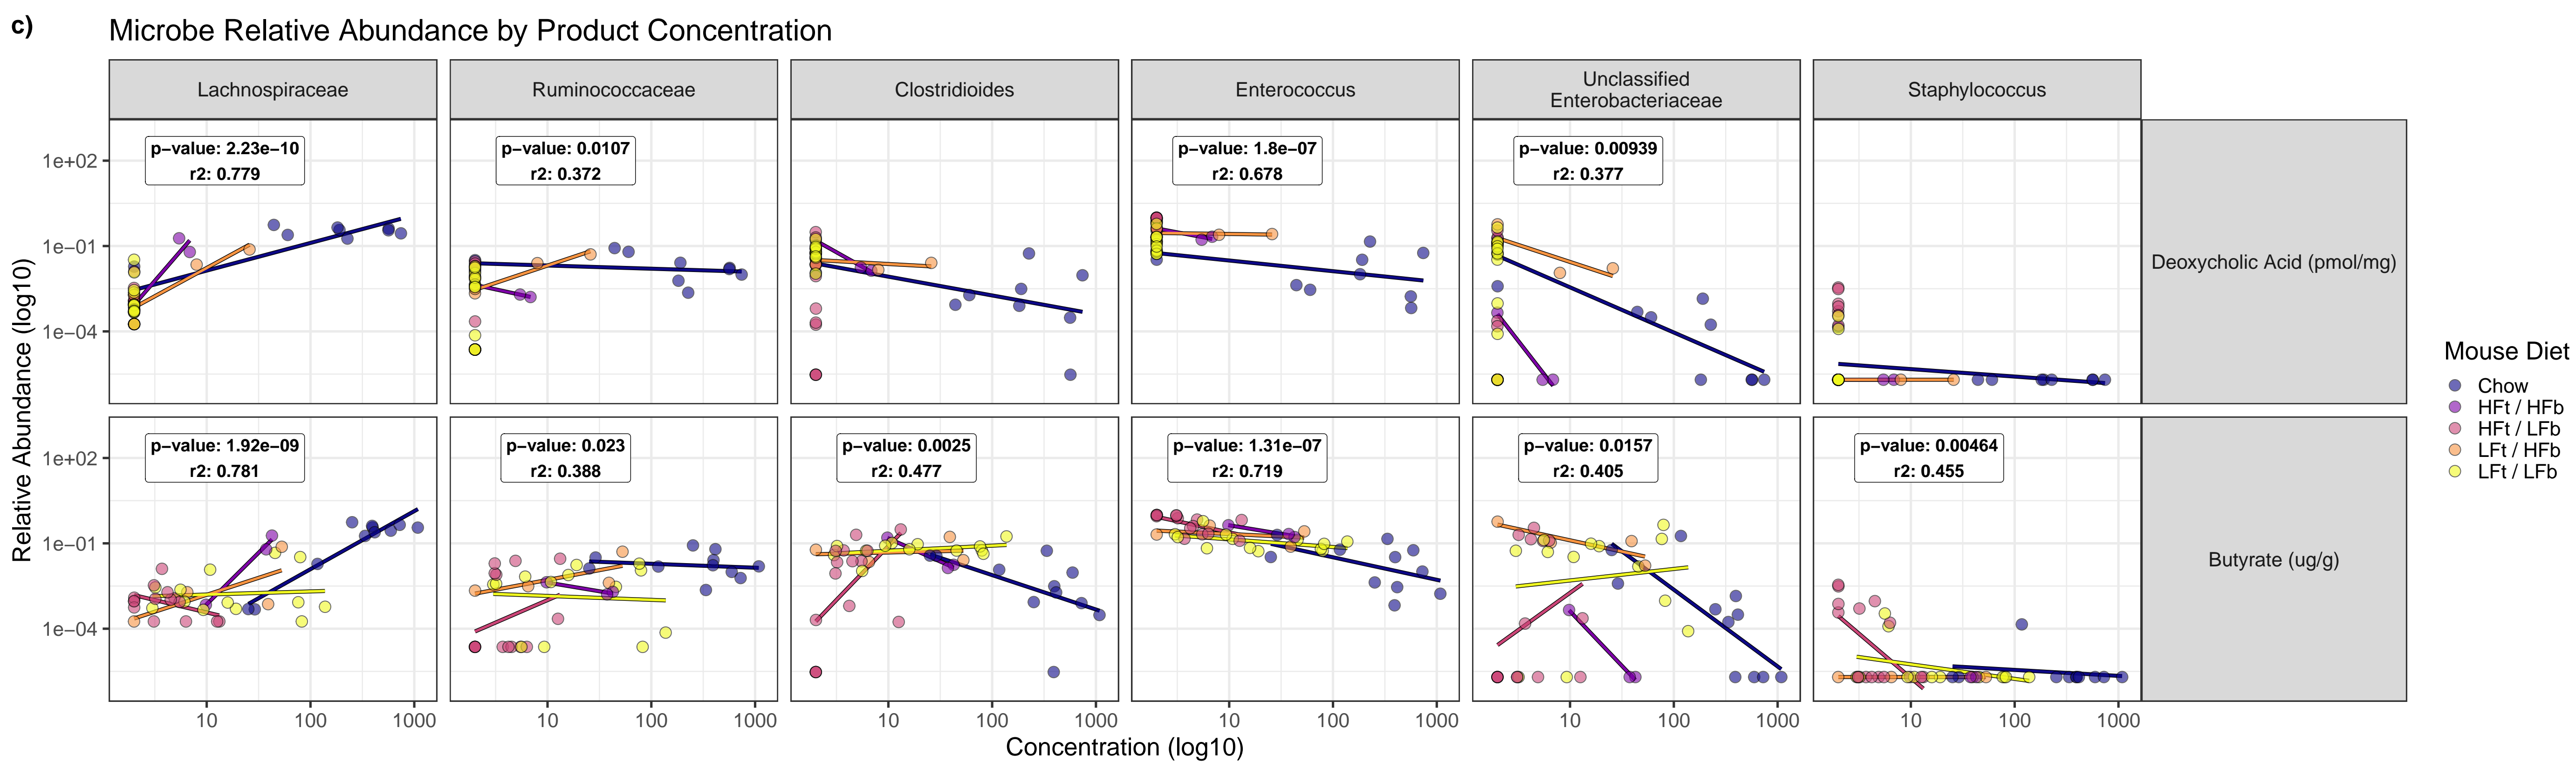 c)
Microbe Relative Abundance by Product Concentration
Lachnospiraceae
Ruminococcaceae
Clostridioides
Enterococcus
Unclassified
Enterobacteriaceae
Staphylococcus
Relative Abundance (log10)
1e+02
1e−01
1e−04
p−value: 2.23e−10
r2: 0.779
p−value: 0.0107
r2: 0.372
p−value: 1.8e−07
r2: 0.678
p−value: 0.00939
r2: 0.377
Deoxycholic Acid (pmol/mg)
1e+02
1e−01
1e−04
p−value: 1.92e−09
r2: 0.781
p−value: 0.023
r2: 0.388
p−value: 0.0025
r2: 0.477
p−value: 1.31e−07
r2: 0.719
p−value: 0.0157
r2: 0.405
p−value: 0.00464
r2: 0.455
Butyrate (ug/g)
10 100 1000
10 100 1000
10 100 1000
10 100 1000
10 100 1000
10 100 1000
Concentration (log10)
Mouse Diet
Chow
HFt / HFb
HFt / LFb
LFt / HFb
LFt / LFb